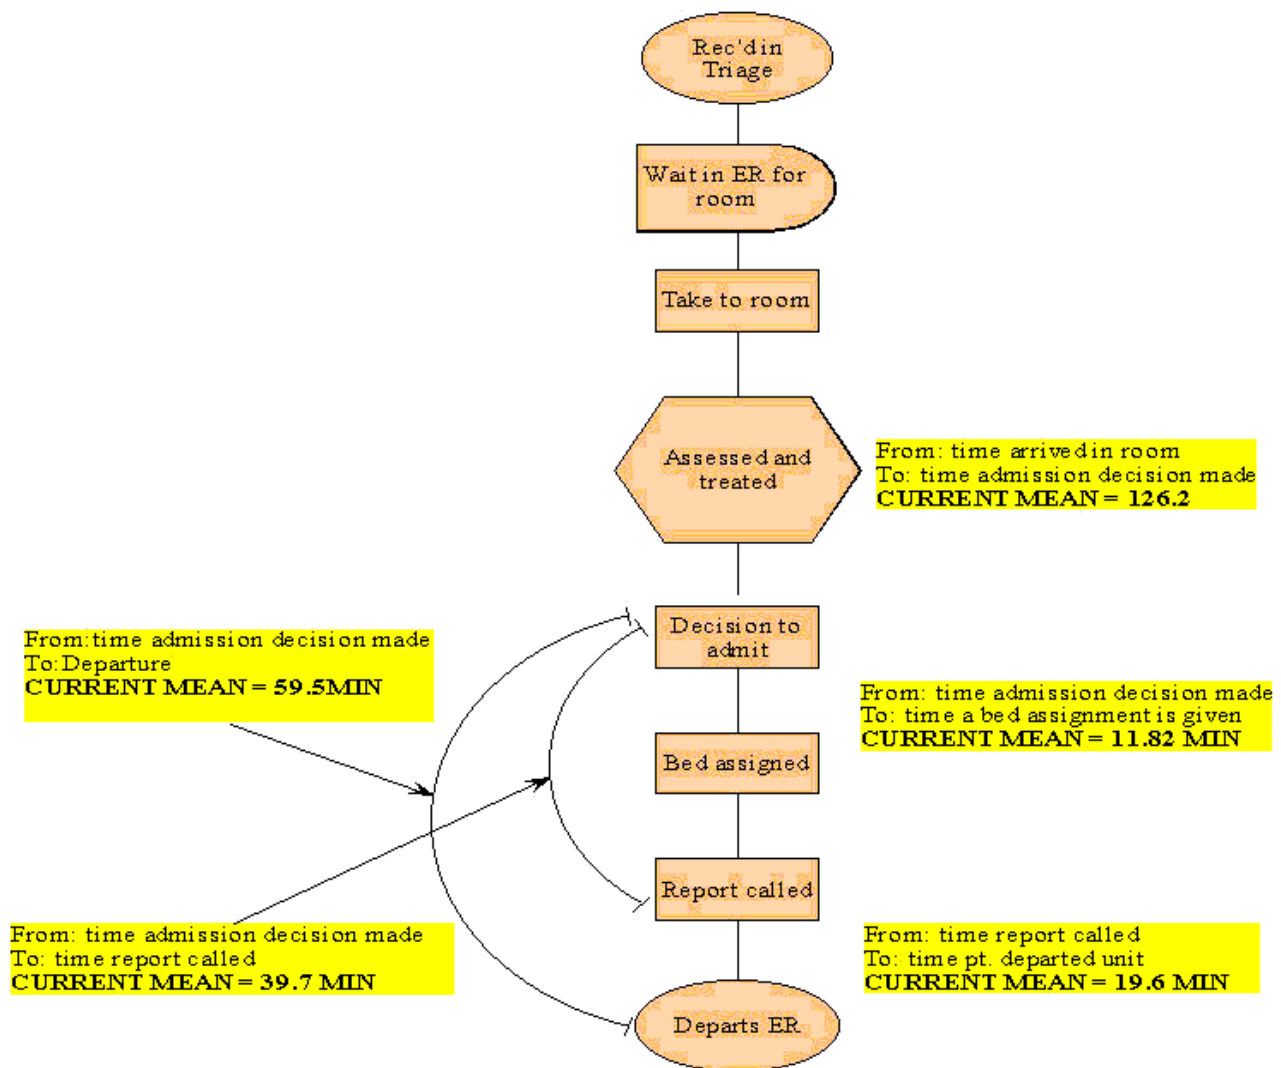 Rec'd in
Triage
Wait in ER for
room
Take to room
Assessed and
treated
From: time arrived in room
To: time admission decision made
CURRENT MEAN = 126.2
Decision to
admit
From:time admission decision made
To:Departure
CURRENT MEAN = 59.5MIN
From: time admission decision made
To: time a bed assignment is given
CURRENT MEAN = 11.82 MIN
Bed assigned
Report called
From: time admission decision made
To: time report called
CURRENT MEAN = 39.7 MIN
From: time report called
To: time pt. departed unit
CURRENT MEAN = 19.6 MIN
Departs ER